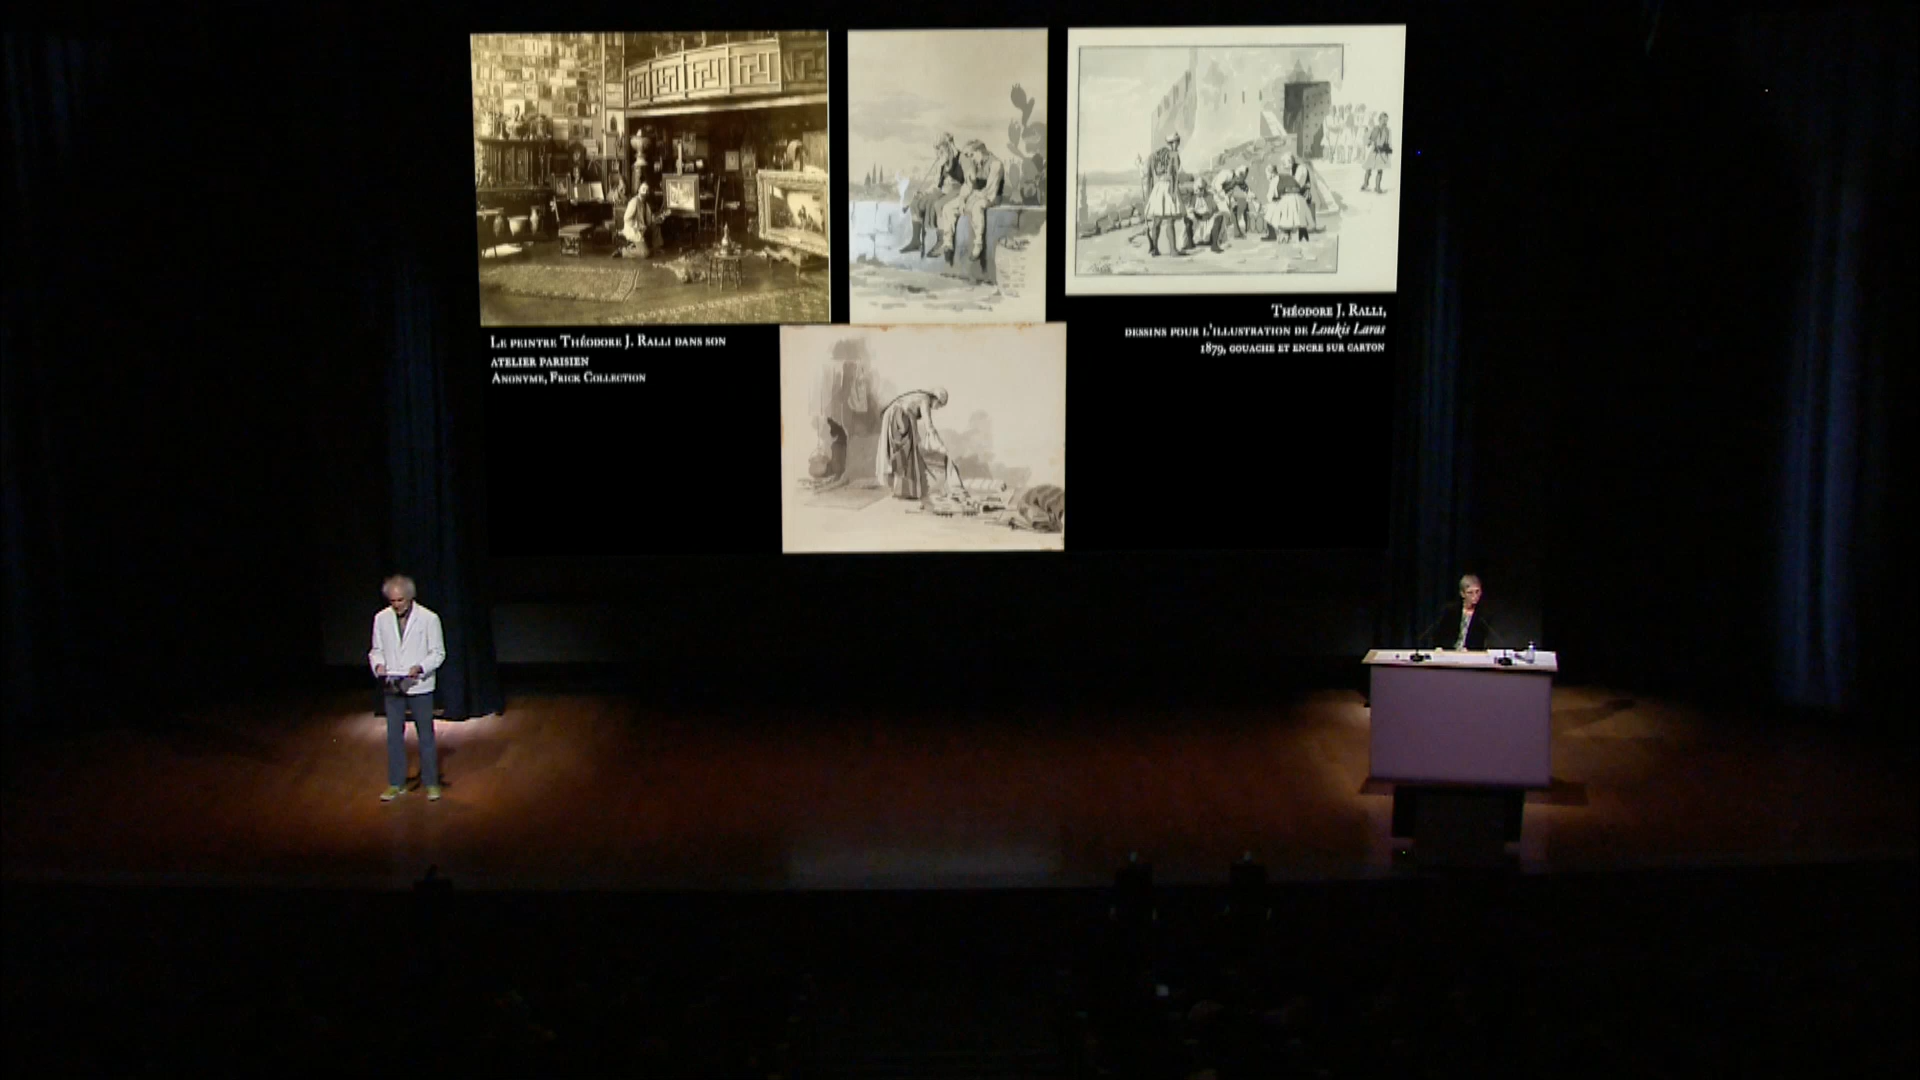 Le peintre Théodore J. Ralli dans son
atelier parisien
Anonyme, Frick Collection
Théodore J. Ralli,
dessins pour l'illustration de Loukis Laras
1879, gouache et encre sur carton